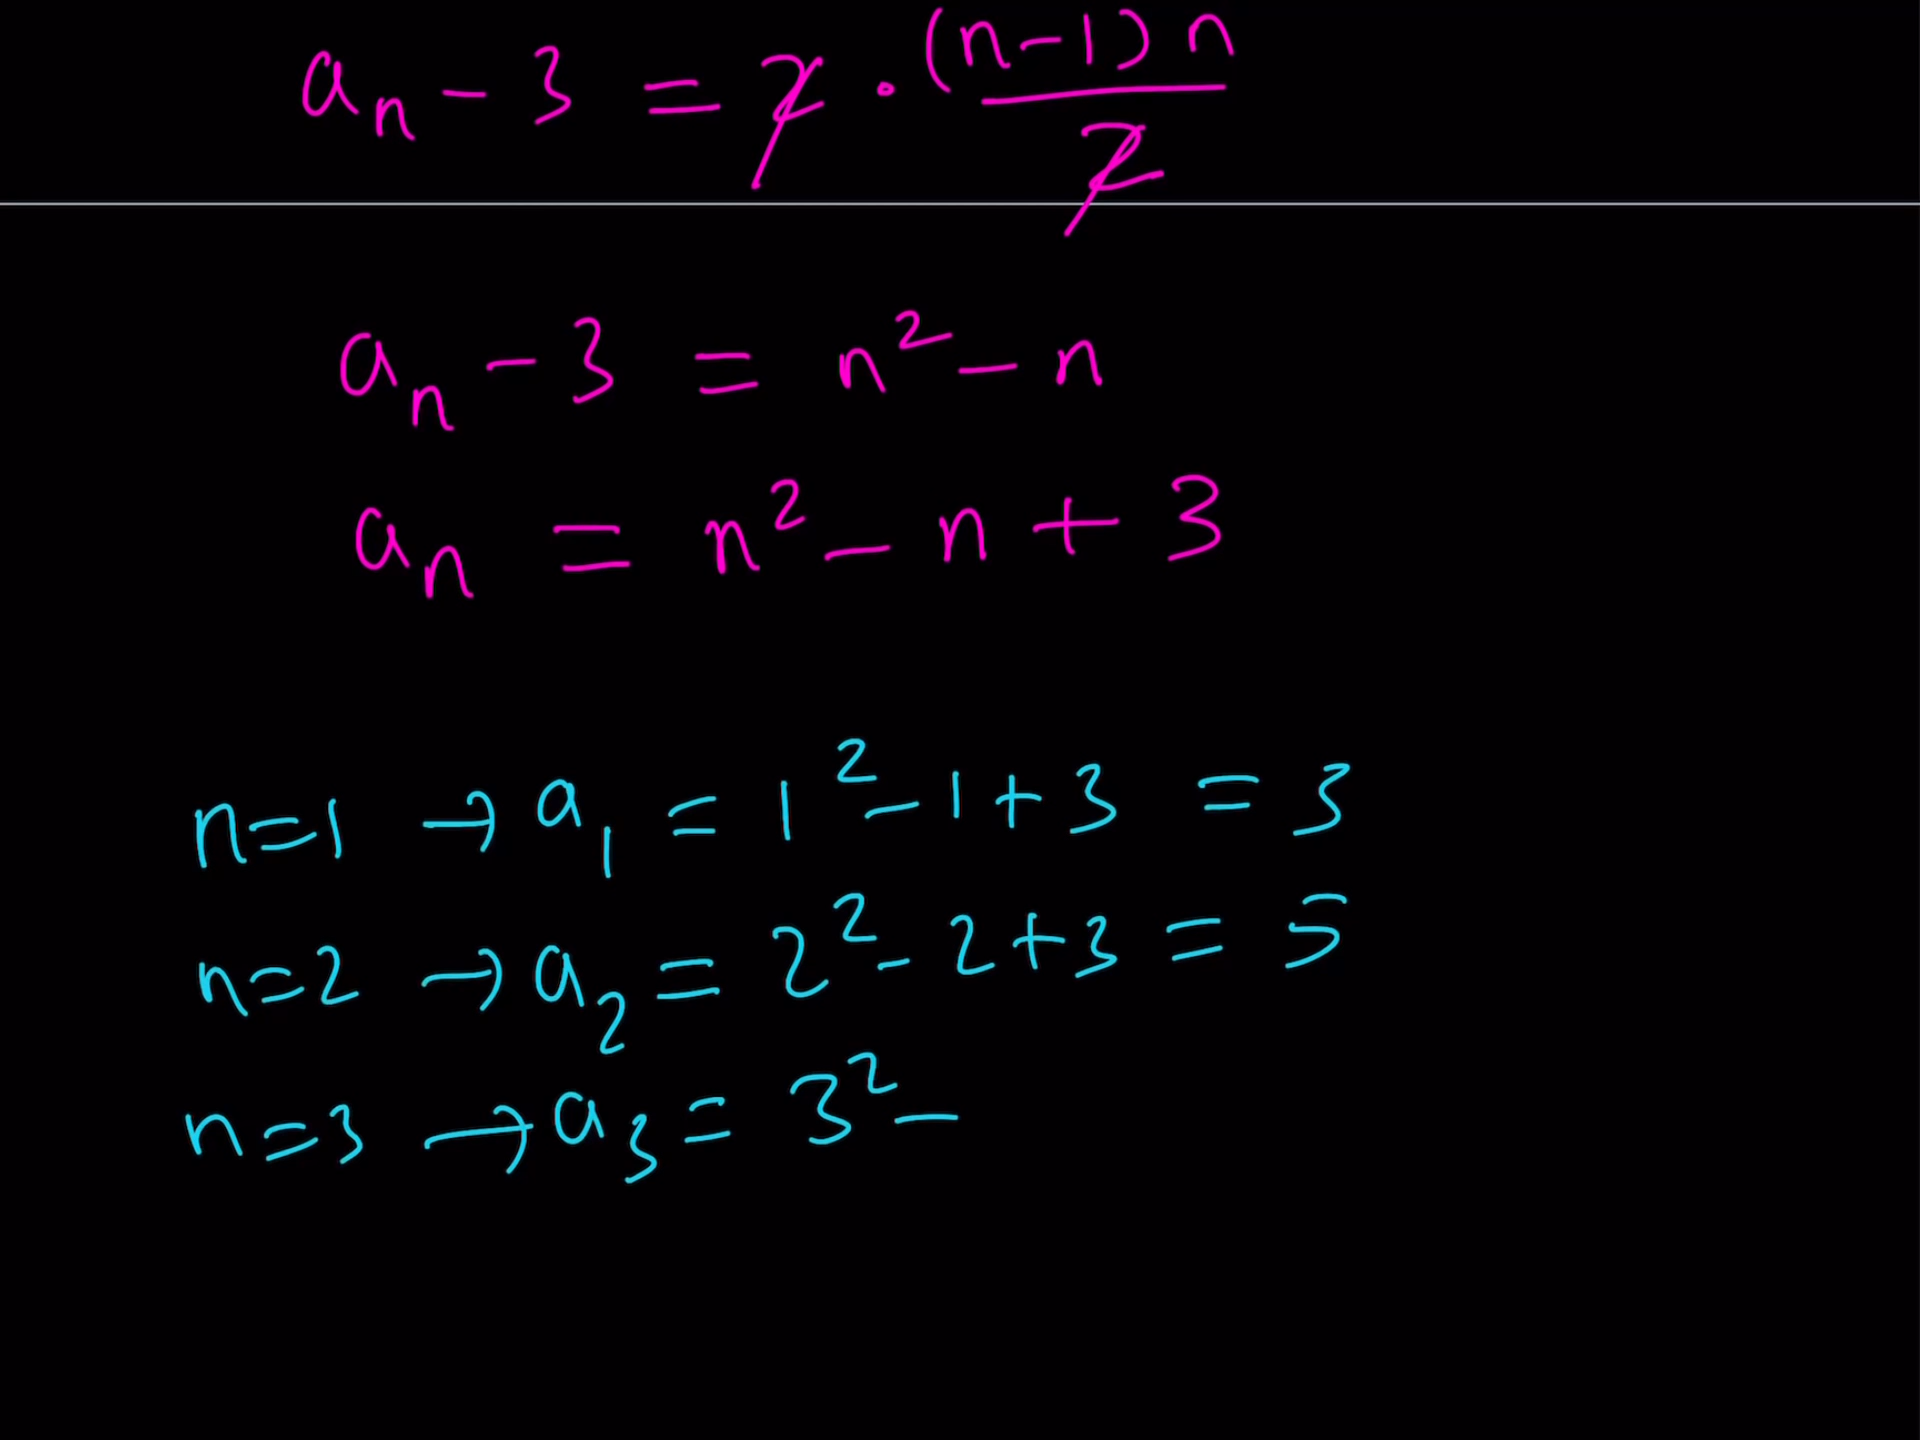 aₙ - 3 = 2 · (n-1)n / 2
aₙ - 3 = n² - n
aₙ = n² - n + 3
n=1 → a₁ = 1² - 1 + 3 = 3
n=2 → a₂ = 2² - 2 + 3 = 5
n=3 → a₃ = 3² -